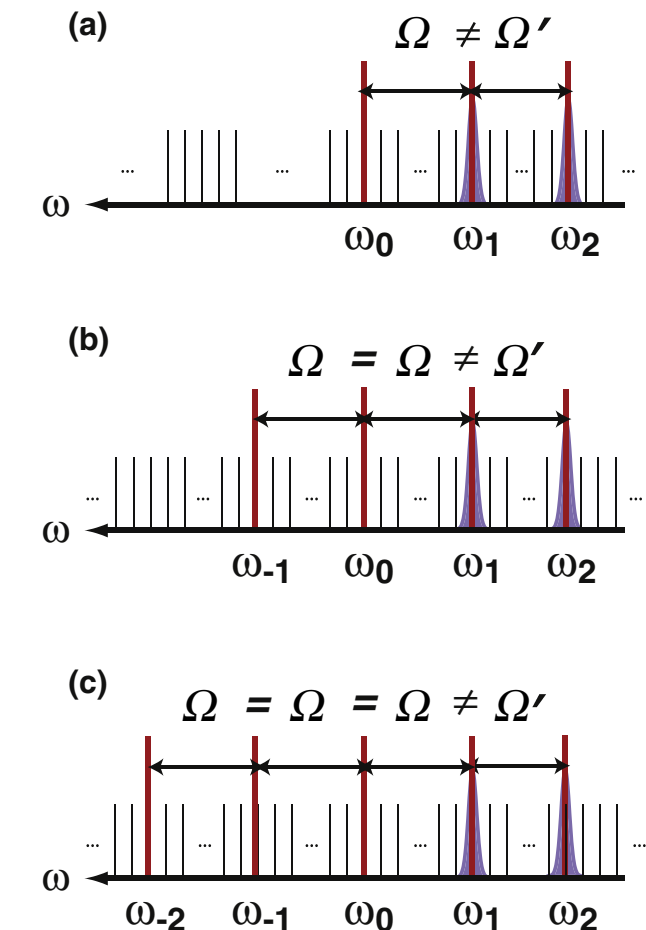 (a)
Ω ≠ Ω′
... ... ... ... ...
ω
ω₀ ω₁ ω₂
(b)
Ω = Ω ≠ Ω′
... ... ... ... ... ...
ω
ω₋₁ ω₀ ω₁ ω₂
(c)
Ω = Ω = Ω ≠ Ω′
... ... ... ... ... ...
ω
ω₋₂ ω₋₁ ω₀ ω₁ ω₂